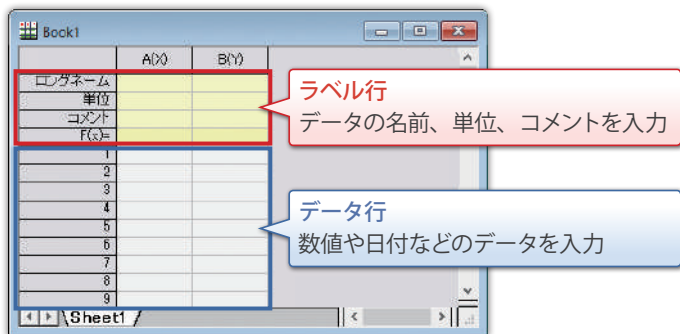 Book1
A(X) B(Y)
ロングネーム
単位
コメント
F(x)=
1
2
3
4
5
6
7
8
9
Sheet1
ラベル行
データの名前、単位、コメントを入力
データ行
数値や日付などのデータを入力